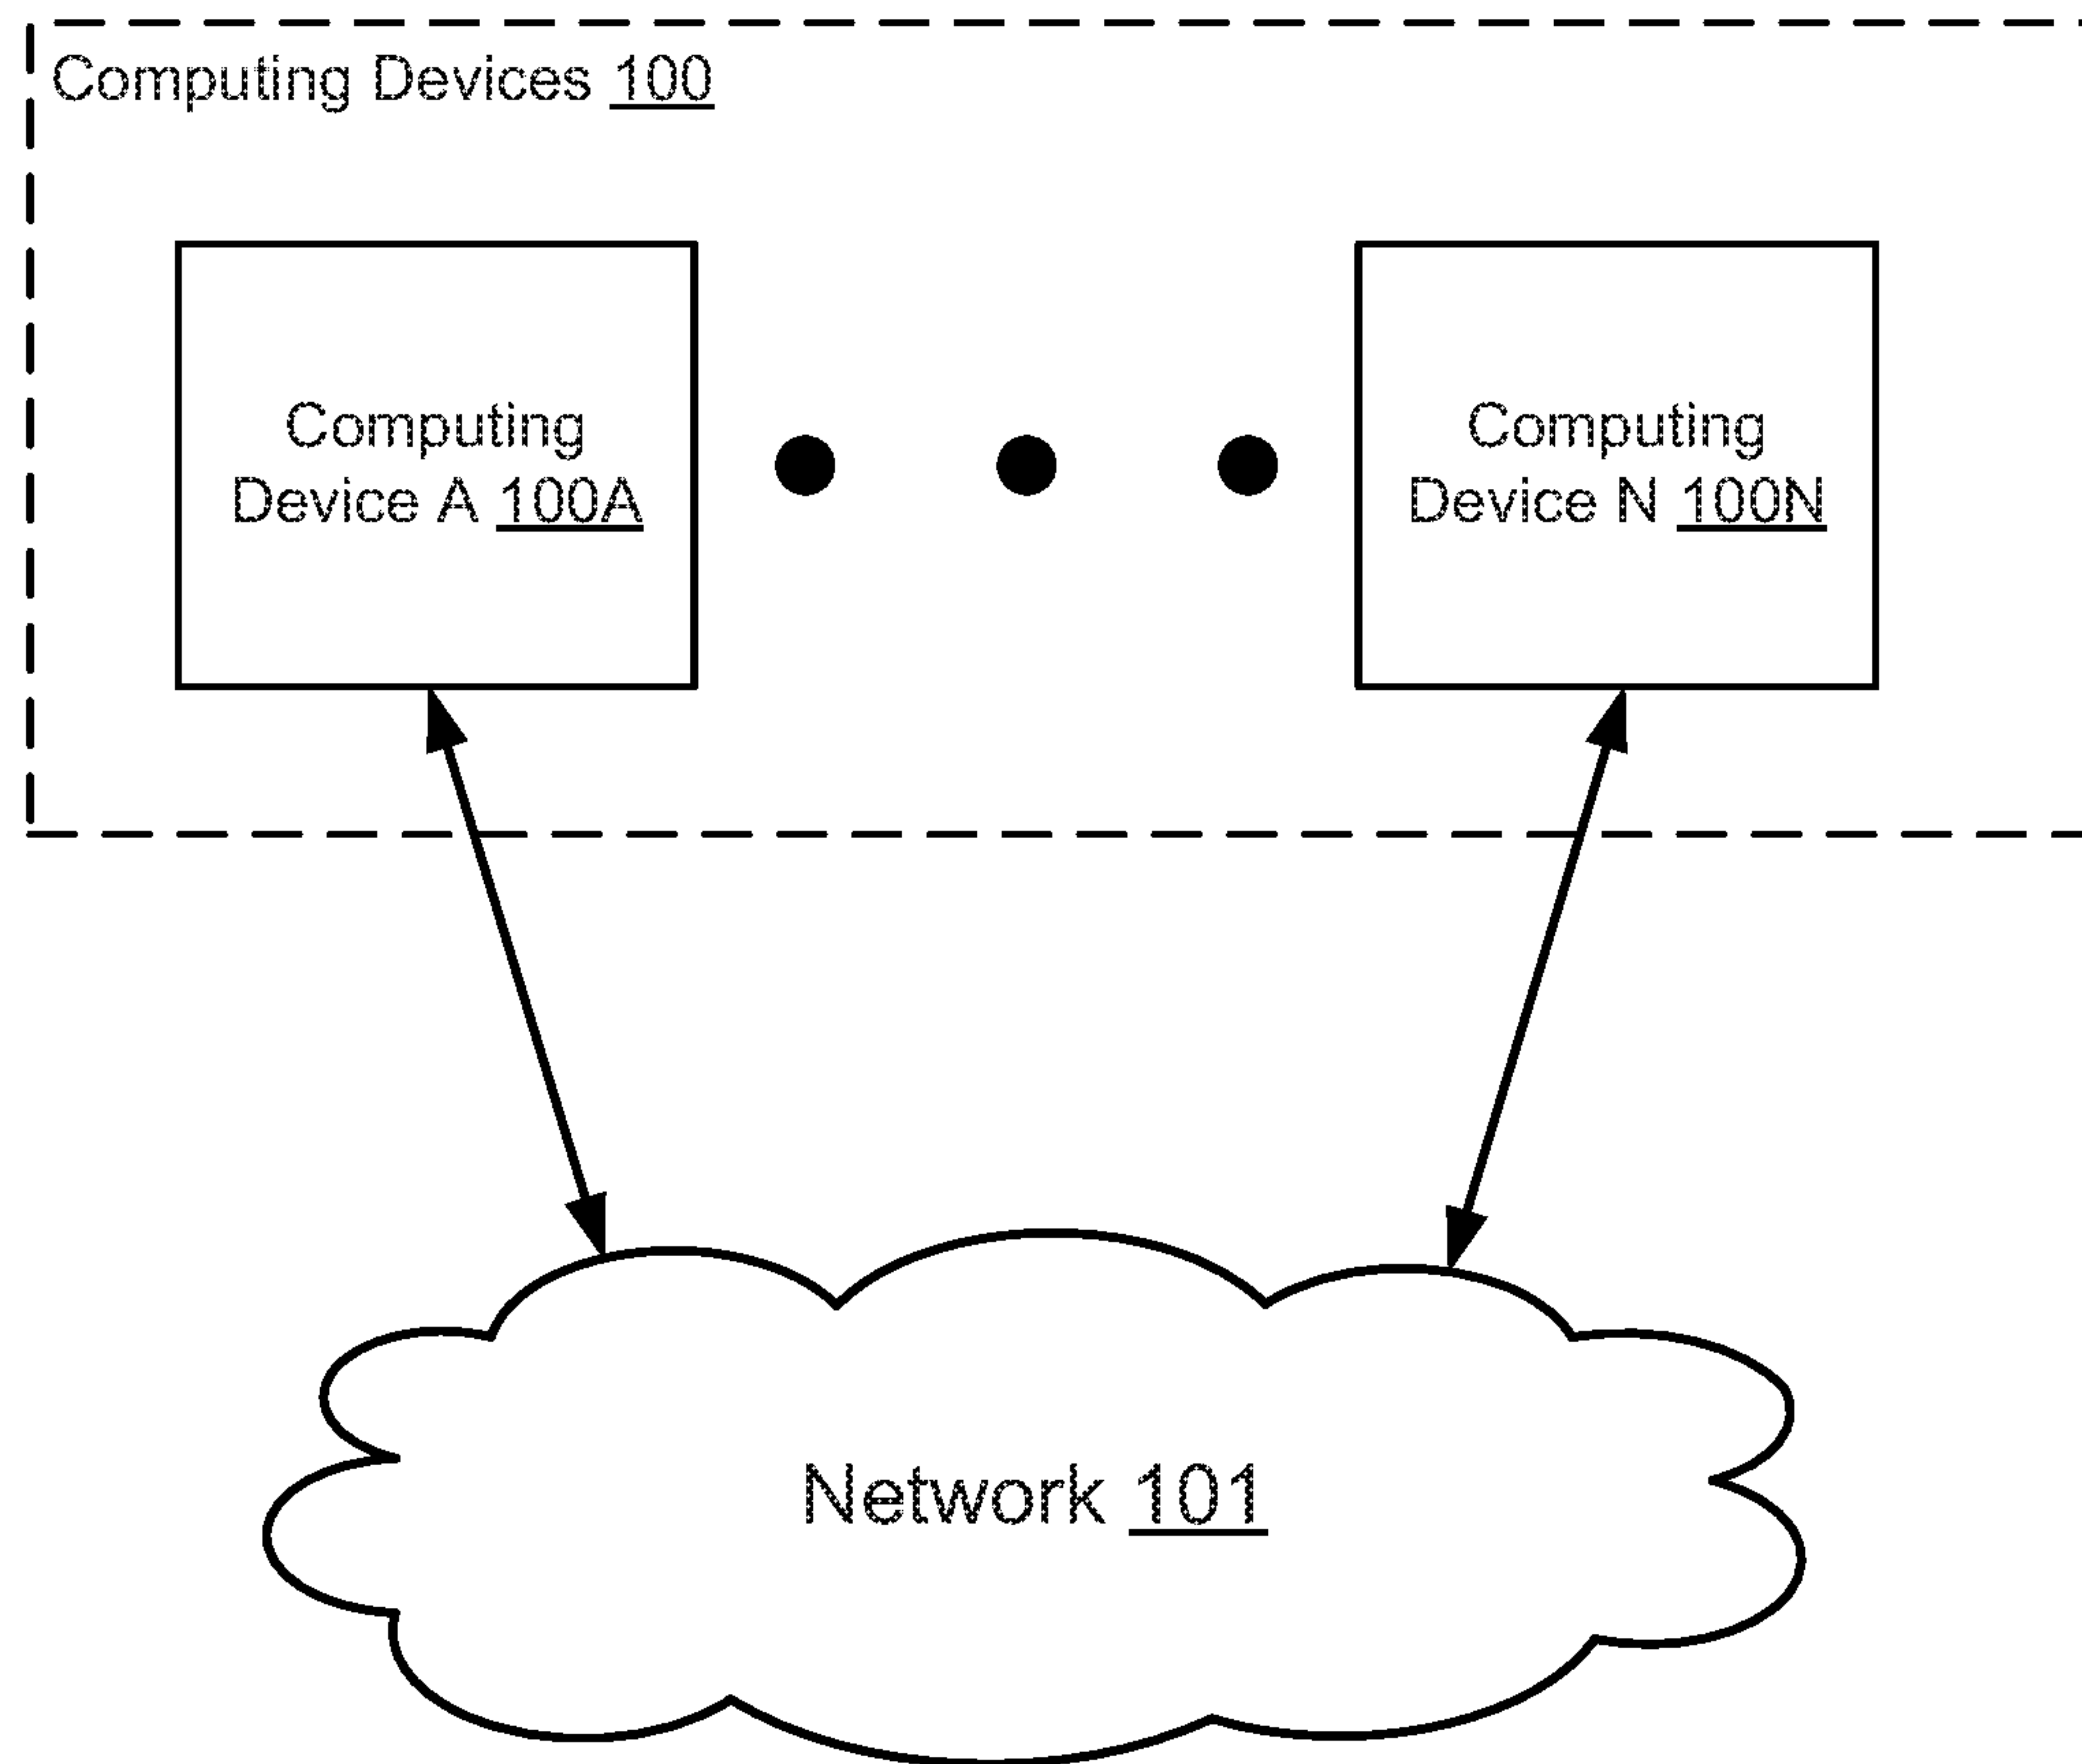 Computing Devices 100
Computing
Device A 100A
Computing
Device N 100N
Network 101